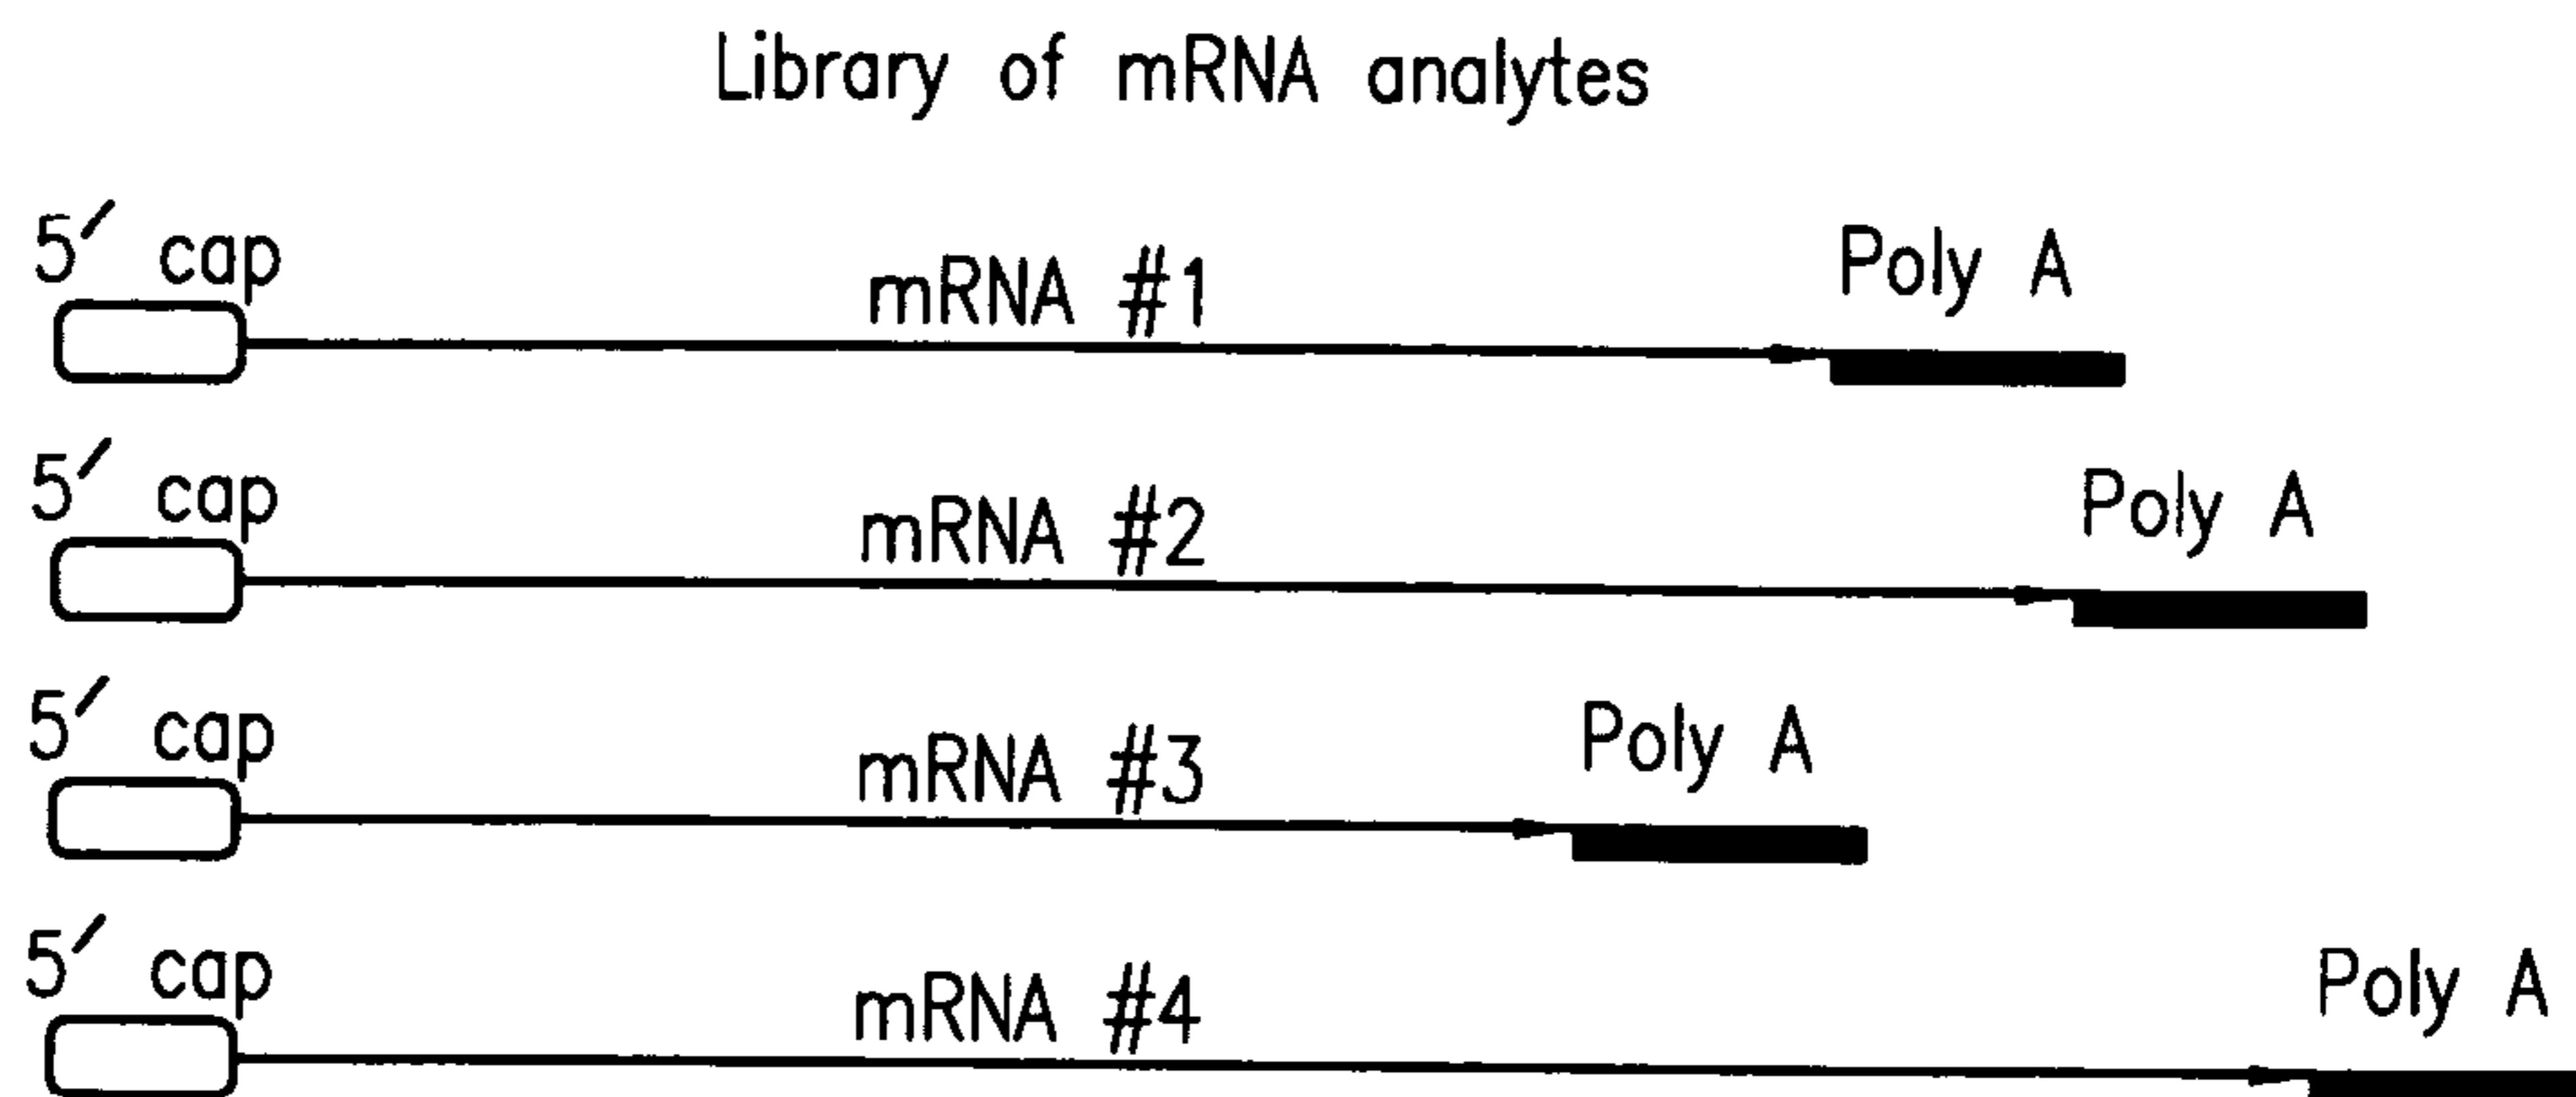 Library of mRNA analytes
5′ cap mRNA #1 Poly A
5′ cap mRNA #2 Poly A
5′ cap mRNA #3 Poly A
5′ cap mRNA #4 Poly A